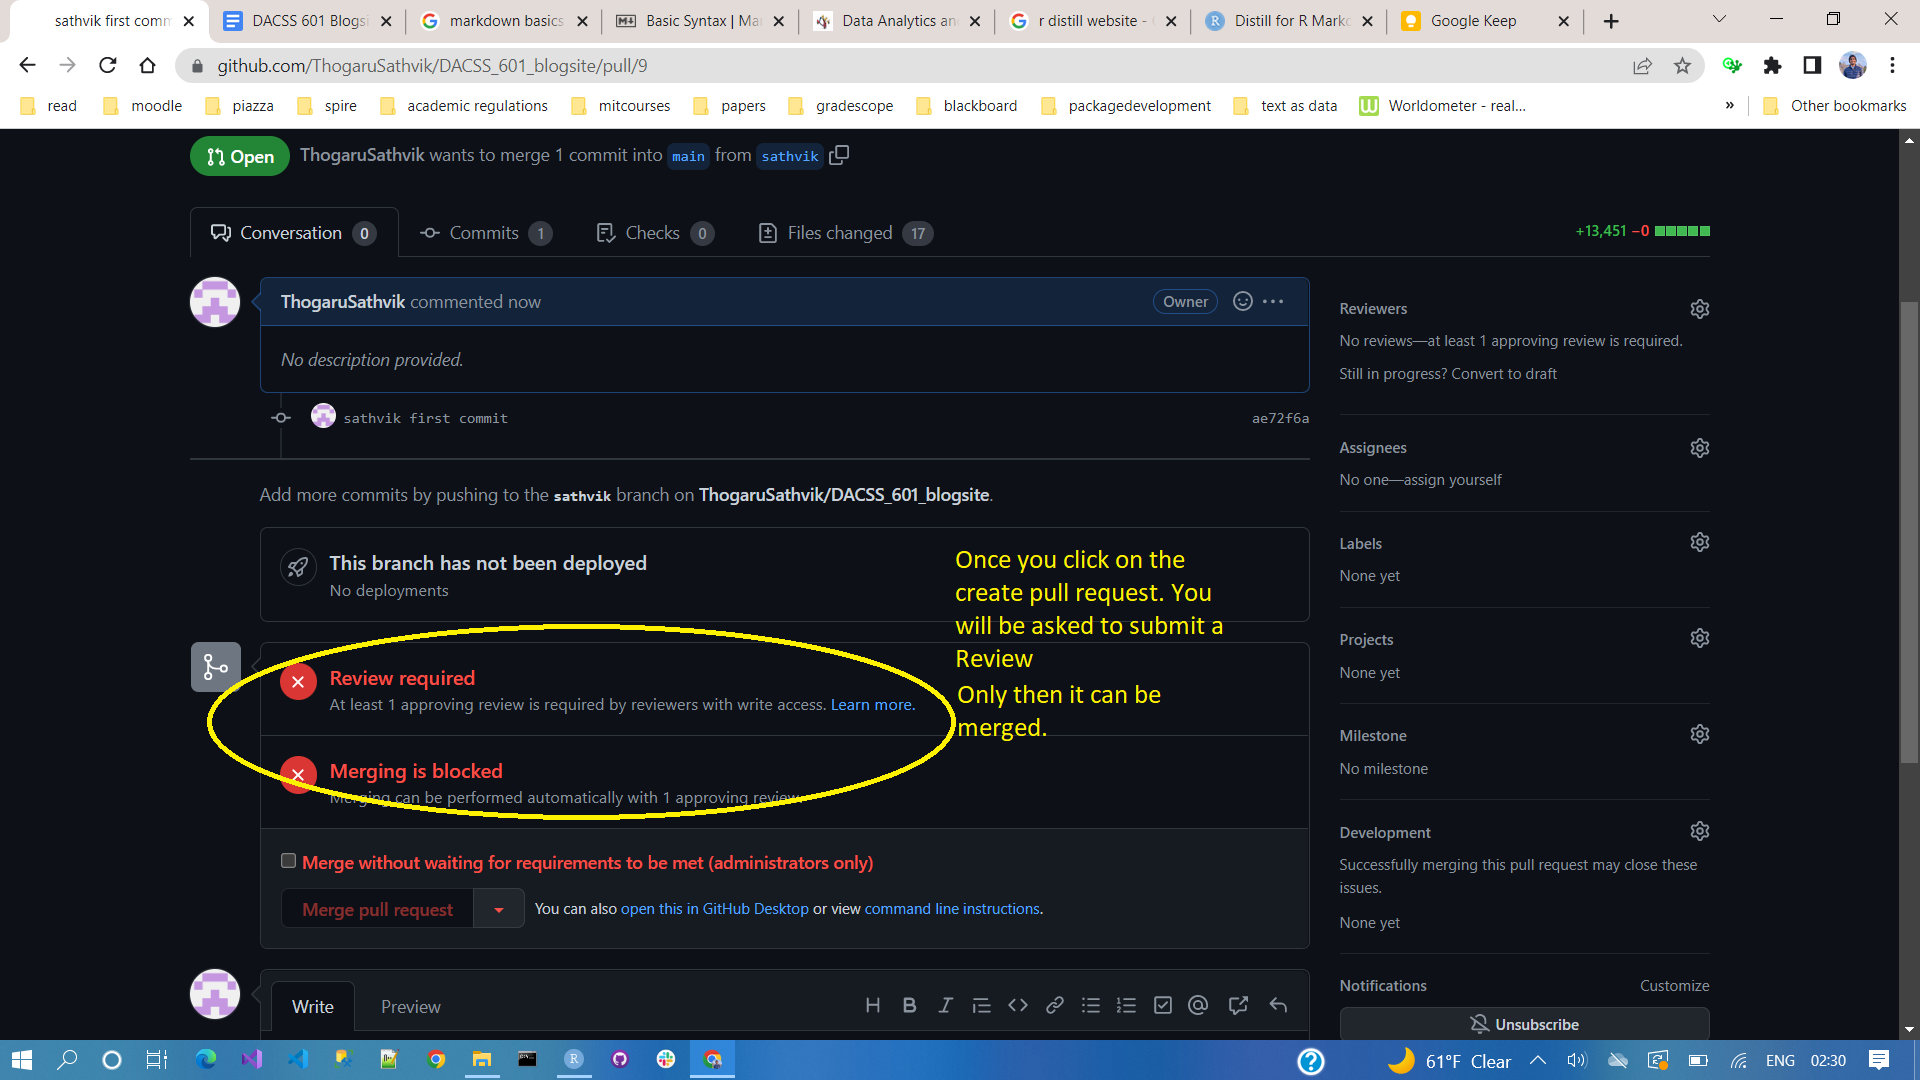 sathvik first comm
DACSS 601 Blogsi
markdown basics
Basic Syntax | Ma
Data Analytics an
r distill website -
Distill for R Markd
Google Keep
github.com/ThogaruSathvik/DACSS_601_blogsite/pull/9
read
moodle
piazza
spire
academic regulations
mitcourses
papers
gradescope
blackboard
packagedevelopment
text as data
Worldometer - real...
»
Other bookmarks
Open
ThogaruSathvik wants to merge 1 commit into main from sathvik
Conversation 0
Commits 1
Checks 0
Files changed 17
+13,451 −0
ThogaruSathvik commented now
Owner
No description provided.
sathvik first commit
ae72f6a
Add more commits by pushing to the sathvik branch on ThogaruSathvik/DACSS_601_blogsite.
This branch has not been deployed
No deployments
Once you click on the
create pull request. You
will be asked to submit a
Review
Only then it can be
merged.
Review required
At least 1 approving review is required by reviewers with write access. Learn more.
Merging is blocked
Merging can be performed automatically with 1 approving review.
Merge without waiting for requirements to be met (administrators only)
Merge pull request
You can also open this in GitHub Desktop or view command line instructions.
Write
Preview
Reviewers
No reviews—at least 1 approving review is required.
Still in progress? Convert to draft
Assignees
No one—assign yourself
Labels
None yet
Projects
None yet
Milestone
No milestone
Development
Successfully merging this pull request may close these
issues.
None yet
Notifications
Customize
Unsubscribe
61°F Clear
ENG
02:30